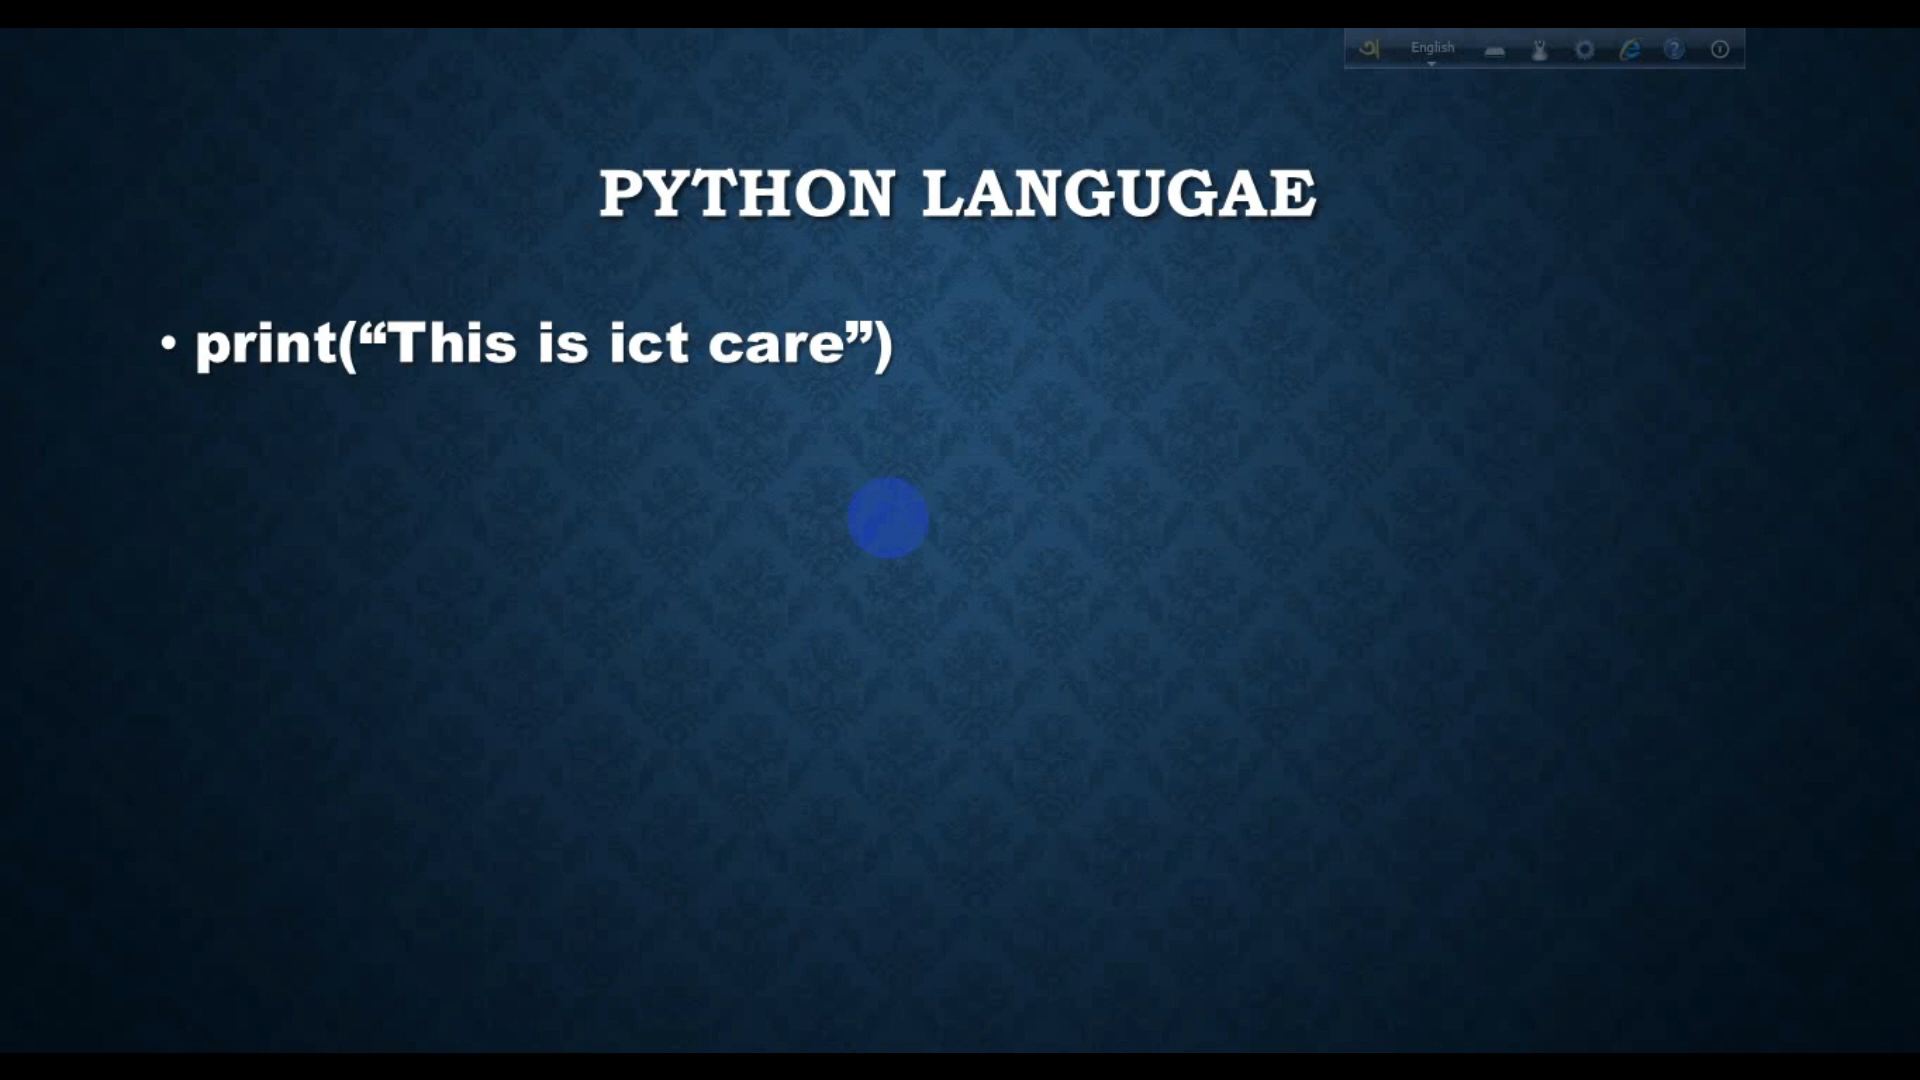 অ English
PYTHON LANGUGAE
• print(“This is ict care”)